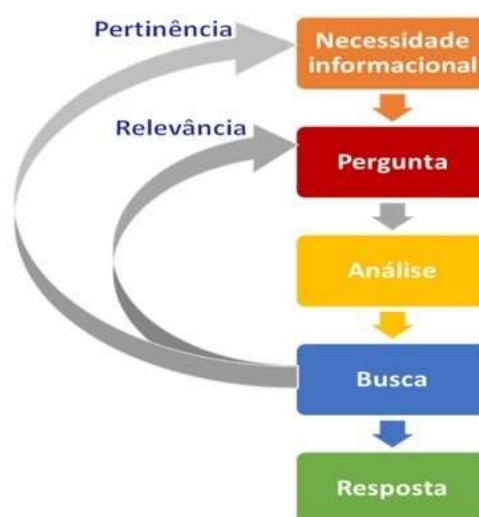 Pertinência
Necessidade
informacional
Relevância
Pergunta
Análise
Busca
Resposta